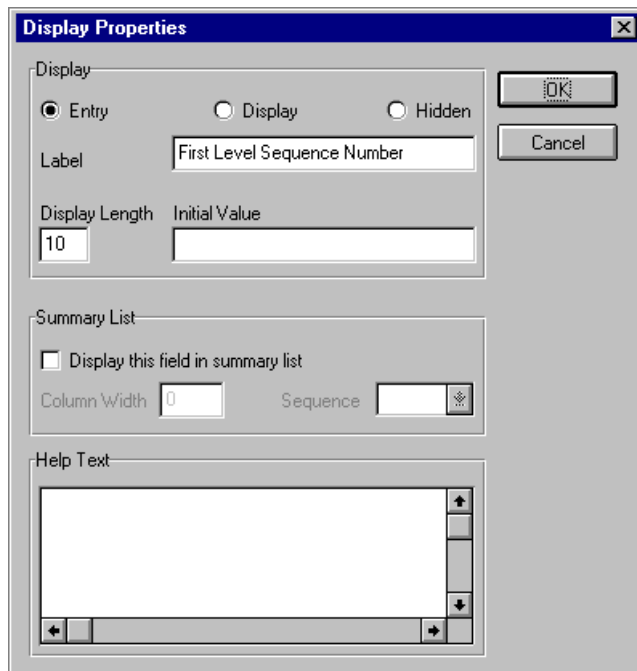 Display Properties
Display
OK
Entry
Display
Hidden
Cancel
Label
First Level Sequence Number
Display Length
Initial Value
10
Summary List
Display this field in summary list
Column Width
0
Sequence
Help Text